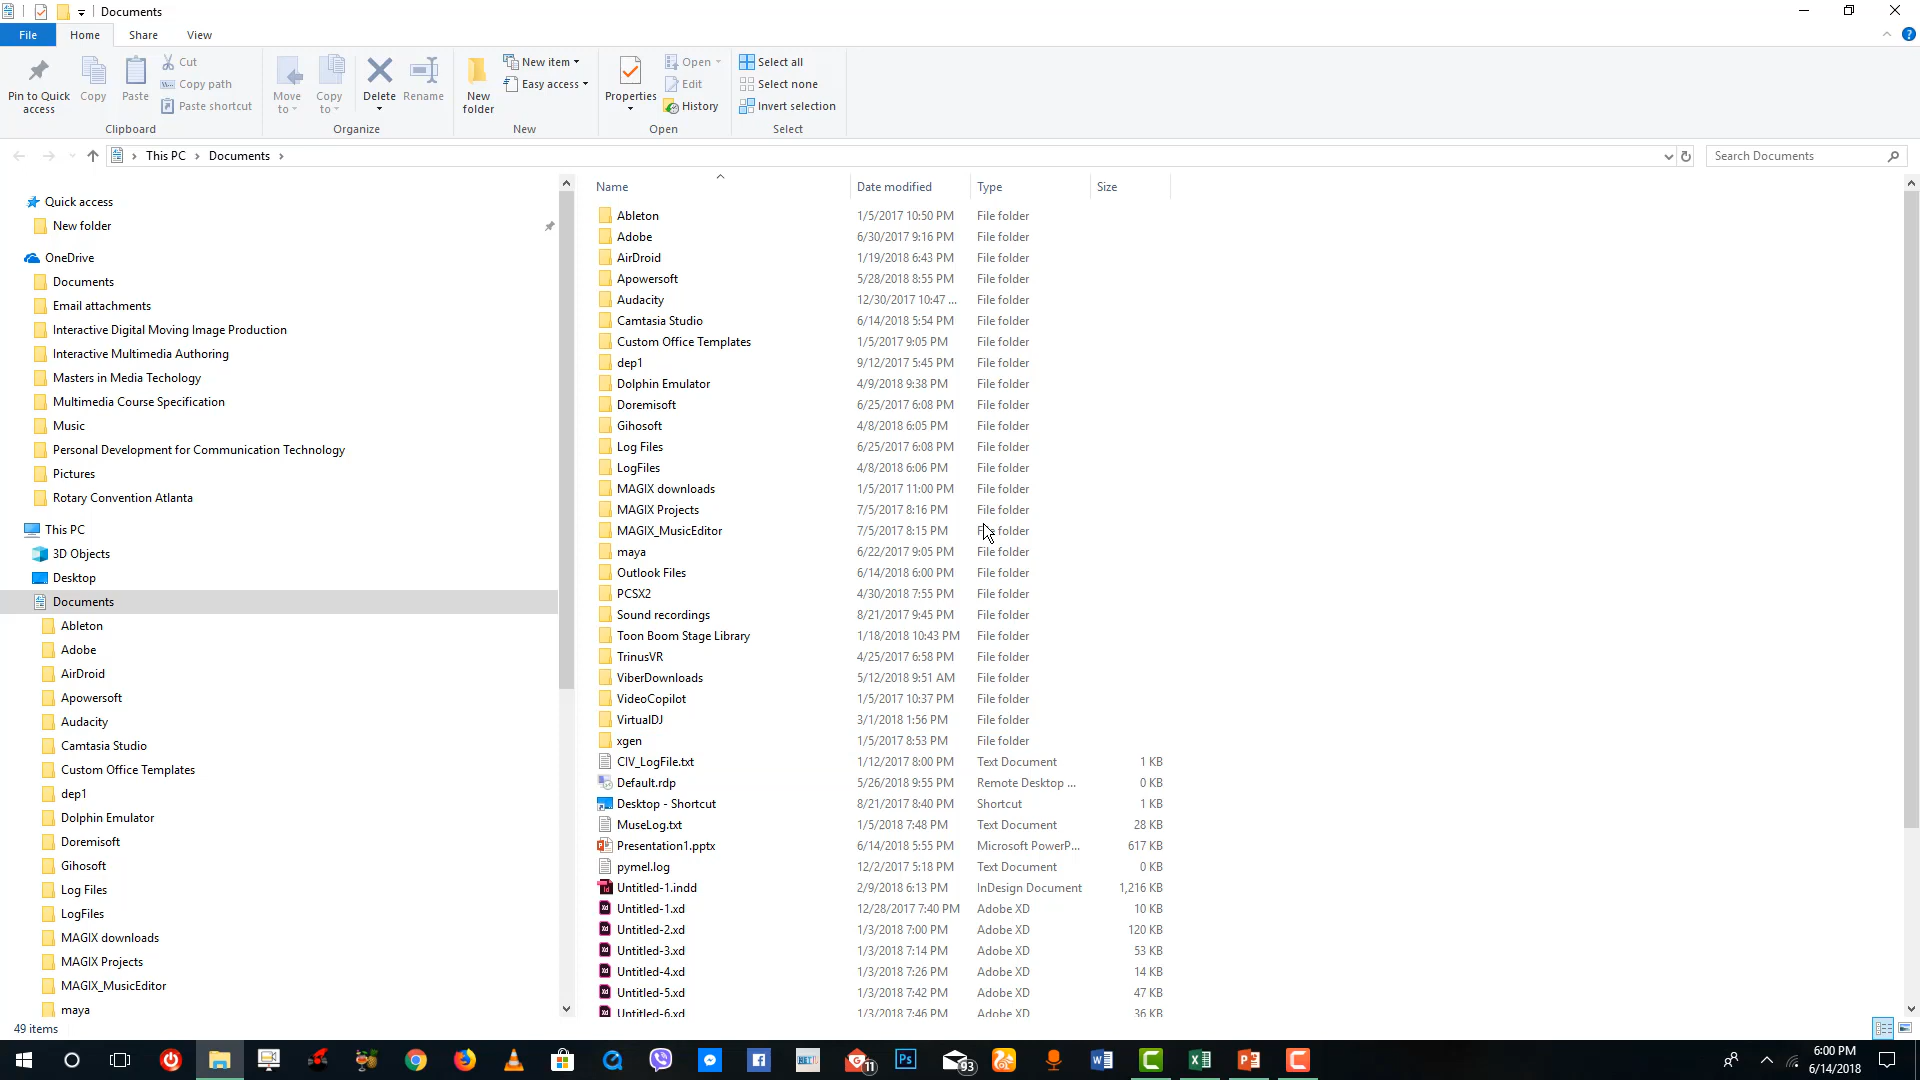 Documents
File Home Share View
Pin to Quick access
Copy
Paste
Cut
Copy path
Paste shortcut
Clipboard
Move to
Copy to
Delete
Rename
Organize
New folder
New item
Easy access
New
Properties
Open
Edit
History
Open
Select all
Select none
Invert selection
Select
This PC › Documents ›
Search Documents
Quick access
New folder
OneDrive
Documents
Email attachments
Interactive Digital Moving Image Production
Interactive Multimedia Authoring
Masters in Media Techology
Multimedia Course Specification
Music
Personal Development for Communication Technology
Pictures
Rotary Convention Atlanta
This PC
3D Objects
Desktop
Documents
Ableton
Adobe
AirDroid
Apowersoft
Audacity
Camtasia Studio
Custom Office Templates
dep1
Dolphin Emulator
Doremisoft
Gihosoft
Log Files
LogFiles
MAGIX downloads
MAGIX Projects
MAGIX_MusicEditor
maya
Name Date modified Type Size
Ableton 1/5/2017 10:50 PM File folder
Adobe 6/30/2017 9:16 PM File folder
AirDroid 1/19/2018 6:43 PM File folder
Apowersoft 5/28/2018 8:55 PM File folder
Audacity 12/30/2017 10:47 ... File folder
Camtasia Studio 6/14/2018 5:54 PM File folder
Custom Office Templates 1/5/2017 9:05 PM File folder
dep1 9/12/2017 5:45 PM File folder
Dolphin Emulator 4/9/2018 9:38 PM File folder
Doremisoft 6/25/2017 6:08 PM File folder
Gihosoft 4/8/2018 6:05 PM File folder
Log Files 6/25/2017 6:08 PM File folder
LogFiles 4/8/2018 6:06 PM File folder
MAGIX downloads 1/5/2017 11:00 PM File folder
MAGIX Projects 7/5/2017 8:16 PM File folder
MAGIX_MusicEditor 7/5/2017 8:15 PM File folder
maya 6/22/2017 9:05 PM File folder
Outlook Files 6/14/2018 6:00 PM File folder
PCSX2 4/30/2018 7:55 PM File folder
Sound recordings 8/21/2017 9:45 PM File folder
Toon Boom Stage Library 1/18/2018 10:43 PM File folder
TrinusVR 4/25/2017 6:58 PM File folder
ViberDownloads 5/12/2018 9:51 AM File folder
VideoCopilot 1/5/2017 10:37 PM File folder
VirtualDJ 3/1/2018 1:56 PM File folder
xgen 1/5/2017 8:53 PM File folder
CIV_LogFile.txt 1/12/2017 8:00 PM Text Document 1 KB
Default.rdp 5/26/2018 9:55 PM Remote Desktop ... 0 KB
Desktop - Shortcut 8/21/2017 8:40 PM Shortcut 1 KB
MuseLog.txt 1/5/2018 7:48 PM Text Document 28 KB
Presentation1.pptx 6/14/2018 5:55 PM Microsoft PowerP... 617 KB
pymel.log 12/2/2017 5:18 PM Text Document 0 KB
Untitled-1.indd 2/9/2018 6:13 PM InDesign Document 1,216 KB
Untitled-1.xd 12/28/2017 7:40 PM Adobe XD 10 KB
Untitled-2.xd 1/3/2018 7:00 PM Adobe XD 120 KB
Untitled-3.xd 1/3/2018 7:14 PM Adobe XD 53 KB
Untitled-4.xd 1/3/2018 7:26 PM Adobe XD 14 KB
Untitled-5.xd 1/3/2018 7:42 PM Adobe XD 47 KB
Untitled-6.xd 1/3/2018 7:46 PM Adobe XD 36 KB
49 items
11
Ps
93
6:00 PM
6/14/2018